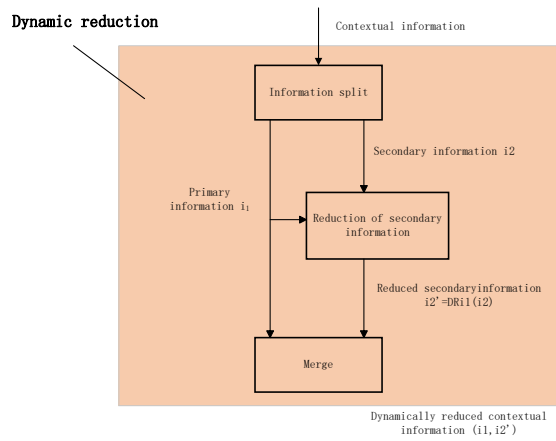 Dynamic reduction
Contextual information
Information split
Secondary information i2
Primary
information i₁
Reduction of secondary
information
Reduced secondaryinformation
i2'=DRi1(i2)
Merge
Dynamically reduced contextual
information (i1,i2')